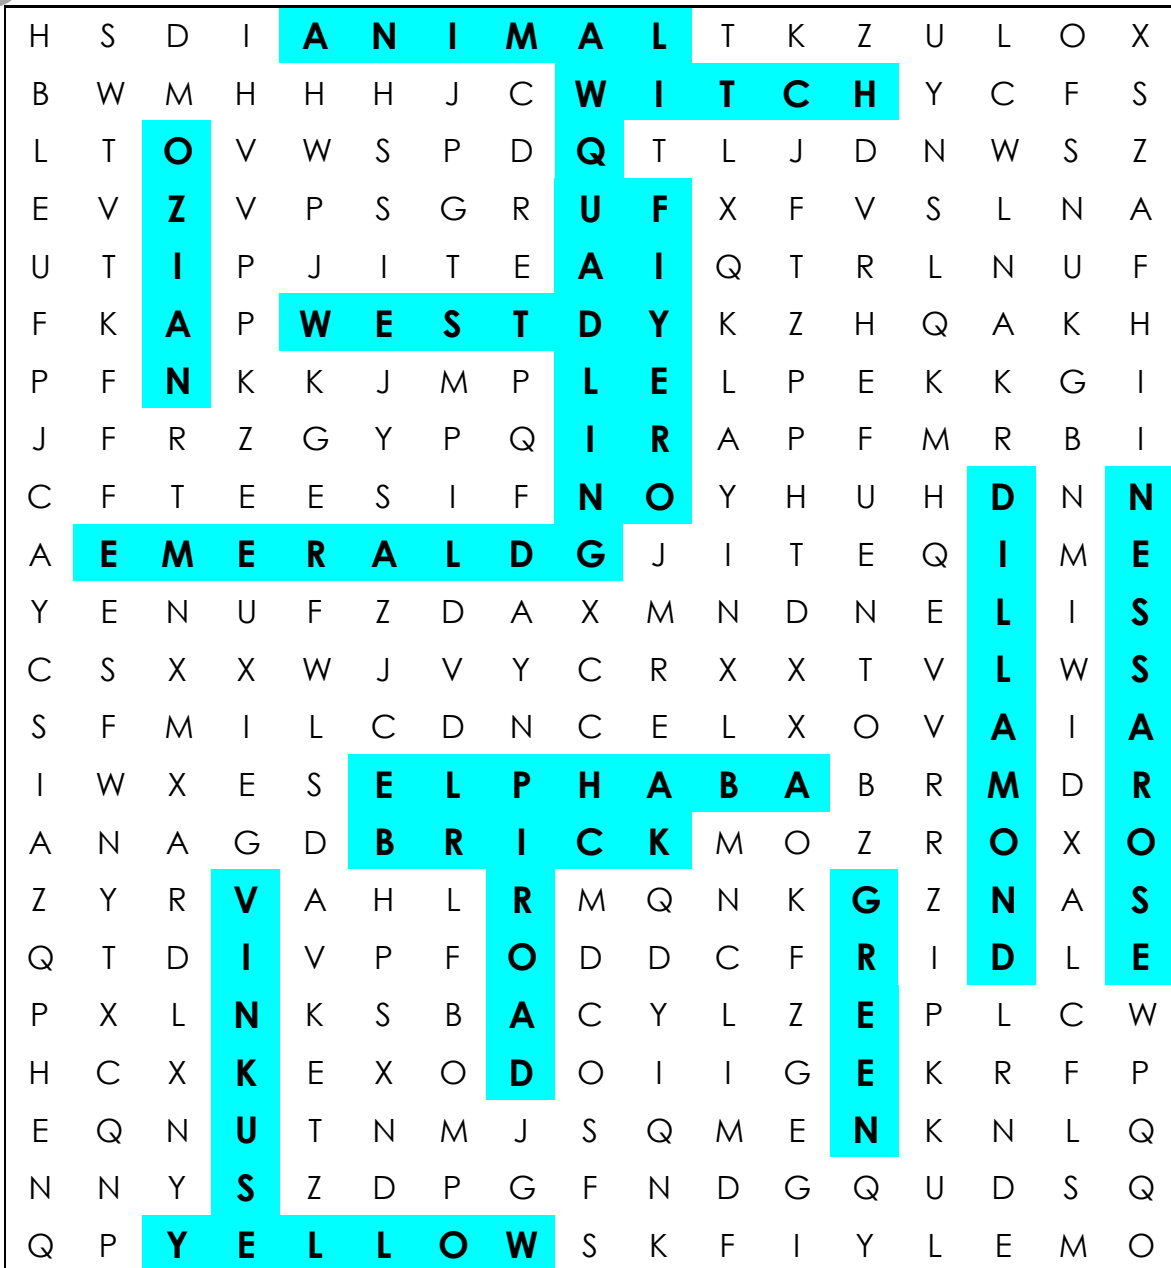 H S D I A N I M A L T K Z U L O X
B W M H H H J C W I T C H Y C F S
L T O V W S P D Q T L J D N W S Z
E V Z V P S G R U F X F V S L N A
U T I P J I T E A I Q T R L N U F
F K A P W E S T D Y K Z H Q A K H
P F N K K J M P L E L P E K K G I
J F R Z G Y P Q I R A P F M R B I
C F T E E S I F N O Y H U H D N N
A E M E R A L D G J I T E Q I M E
Y E N U F Z D A X M N D N E L I S
C S X X W J V Y C R X X T V L W S
S F M I L C D N C E L X O V A I A
I W X E S E L P H A B A B R M D R
A N A G D B R I C K M O Z R O X O
Z Y R V A H L R M Q N K G Z N A S
Q T D I V P F O D D C F R I D L E
P X L N K S B A C Y L Z E P L C W
H C X K E X O D O I I G E K R F P
E Q N U T N M J S Q M E N K N L Q
N N Y S Z D P G F N D G Q U D S Q
Q P Y E L L O W S K F I Y L E M O